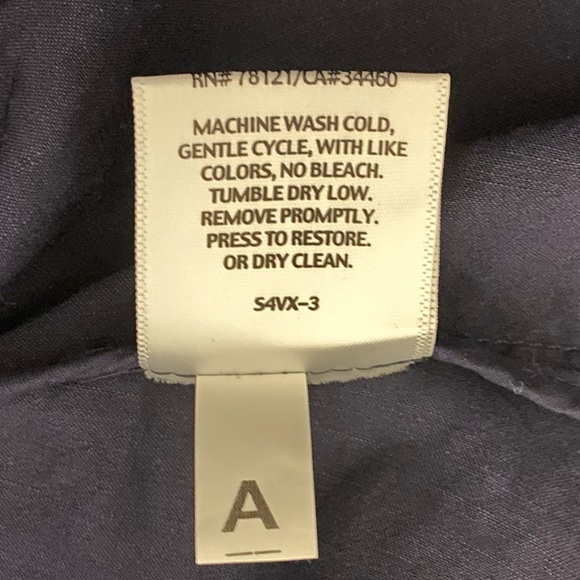 RN# 78121/CA#34460
MACHINE WASH COLD,
GENTLE CYCLE, WITH LIKE
COLORS, NO BLEACH.
TUMBLE DRY LOW.
REMOVE PROMPTLY.
PRESS TO RESTORE.
OR DRY CLEAN.
S4VX-3
A